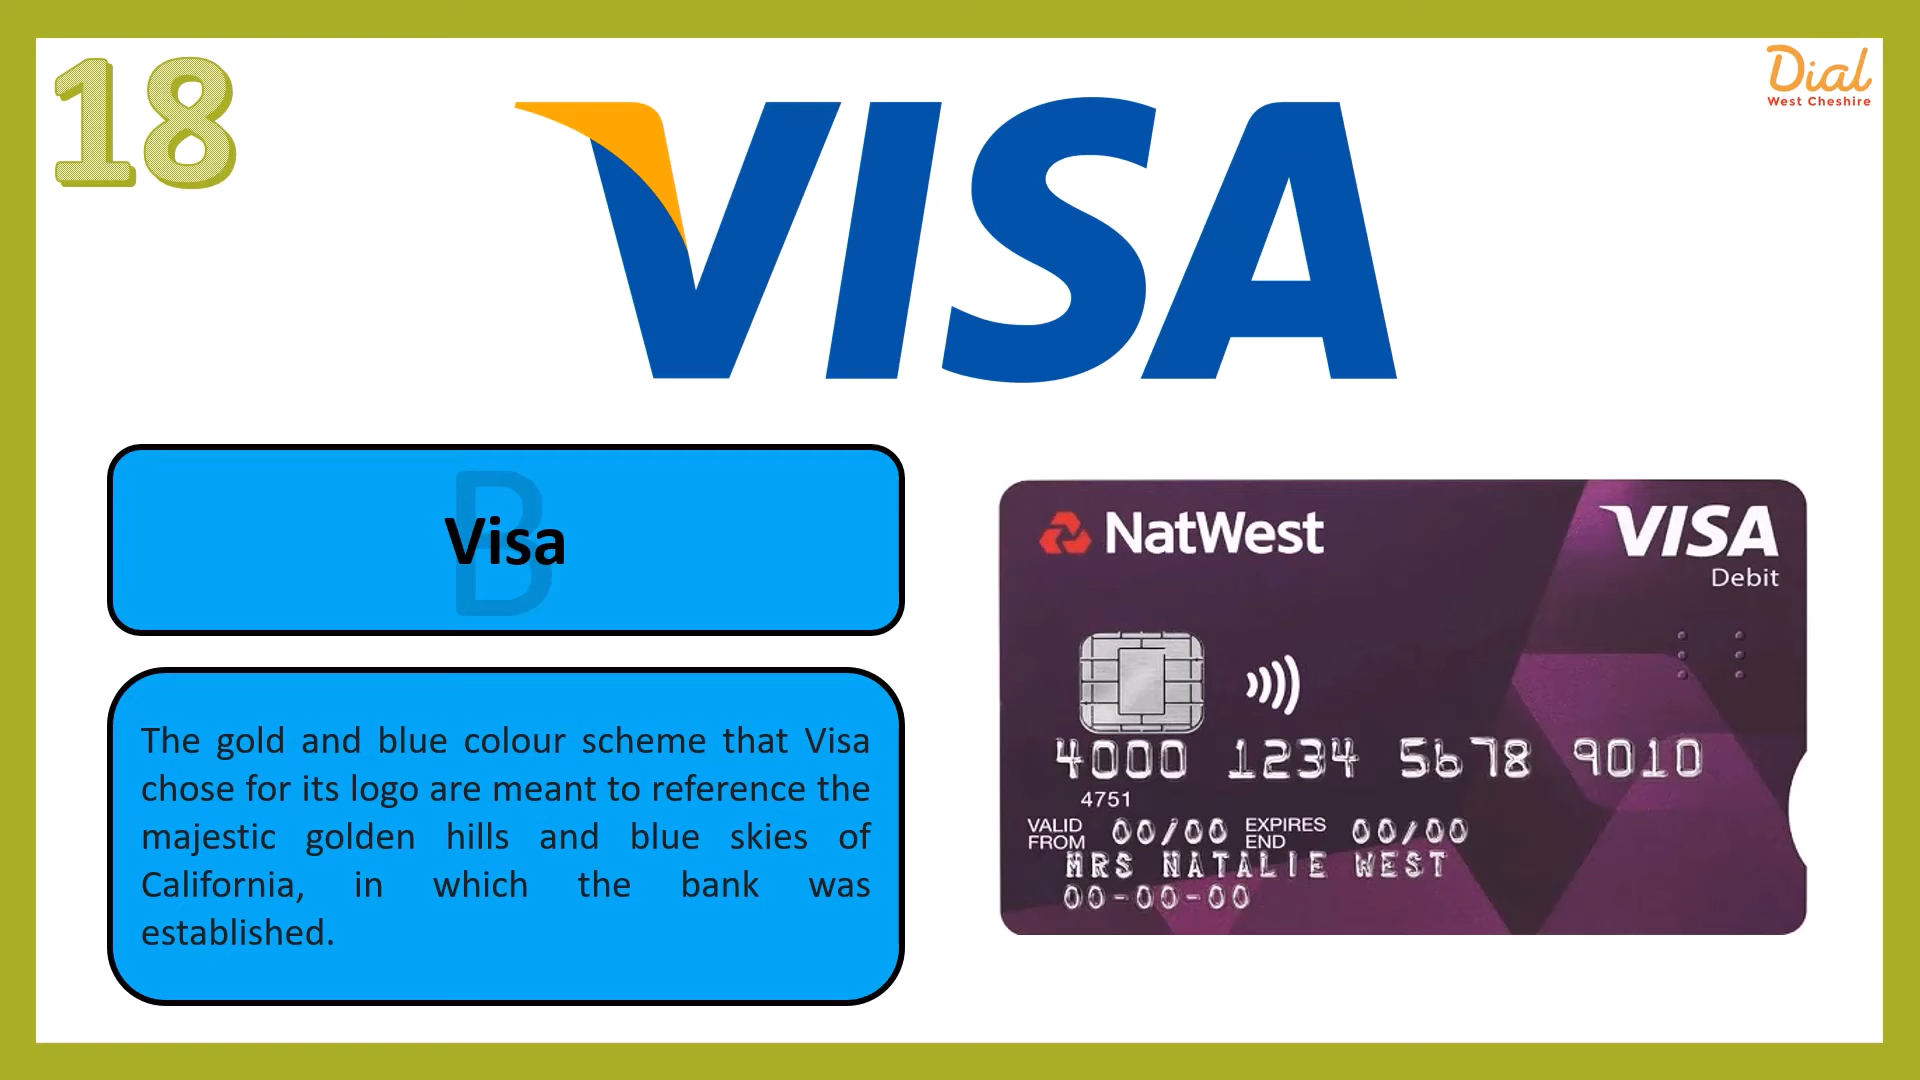 18
Dial
West Cheshire
VISA
B
Visa
The gold and blue colour scheme that Visa
chose for its logo are meant to reference the
majestic golden hills and blue skies of
California, in which the bank was
established.
NatWest
VISA
Debit
4000 1234 5678 9010
4751
VALID FROM 00/00 EXPIRES END 00/00
MRS NATALIE WEST
00-00-00